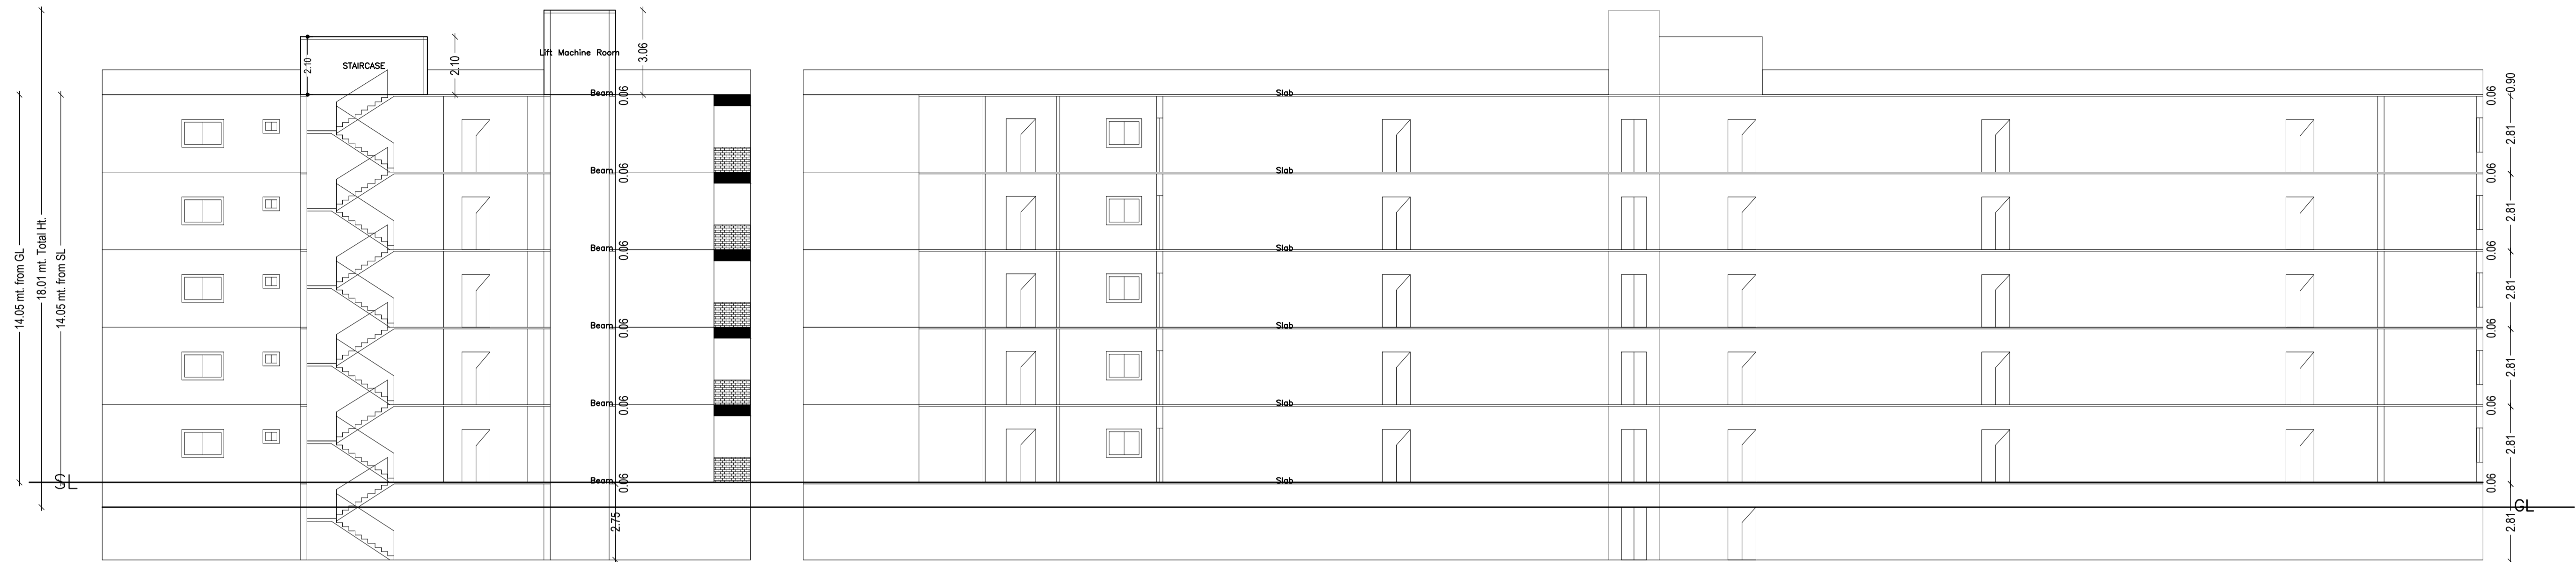 Lift Machine Room
STAIRCASE
2.10
2.10
3.06
Beam
0.06
Slab
0.06
0.90
2.81
Beam
0.06
Slab
0.06
2.81
Beam
0.06
Slab
0.06
2.81
14.05 mt. from GL
18.01 mt. Total Ht.
14.05 mt. from SL
Beam
0.06
Slab
0.06
2.81
Beam
0.06
Slab
0.06
2.81
Beam
0.06
Slab
0.06
GL
2.75
2.81